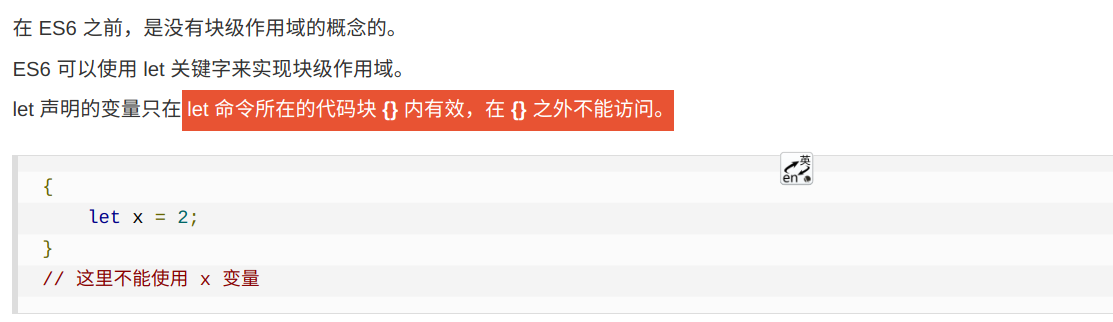 在 ES6 之前，是没有块级作用域的概念的。
ES6 可以使用 let 关键字来实现块级作用域。
let 声明的变量只在 let 命令所在的代码块 {} 内有效，在 {} 之外不能访问。
英
en
{
    let x = 2;
}
// 这里不能使用 x 变量